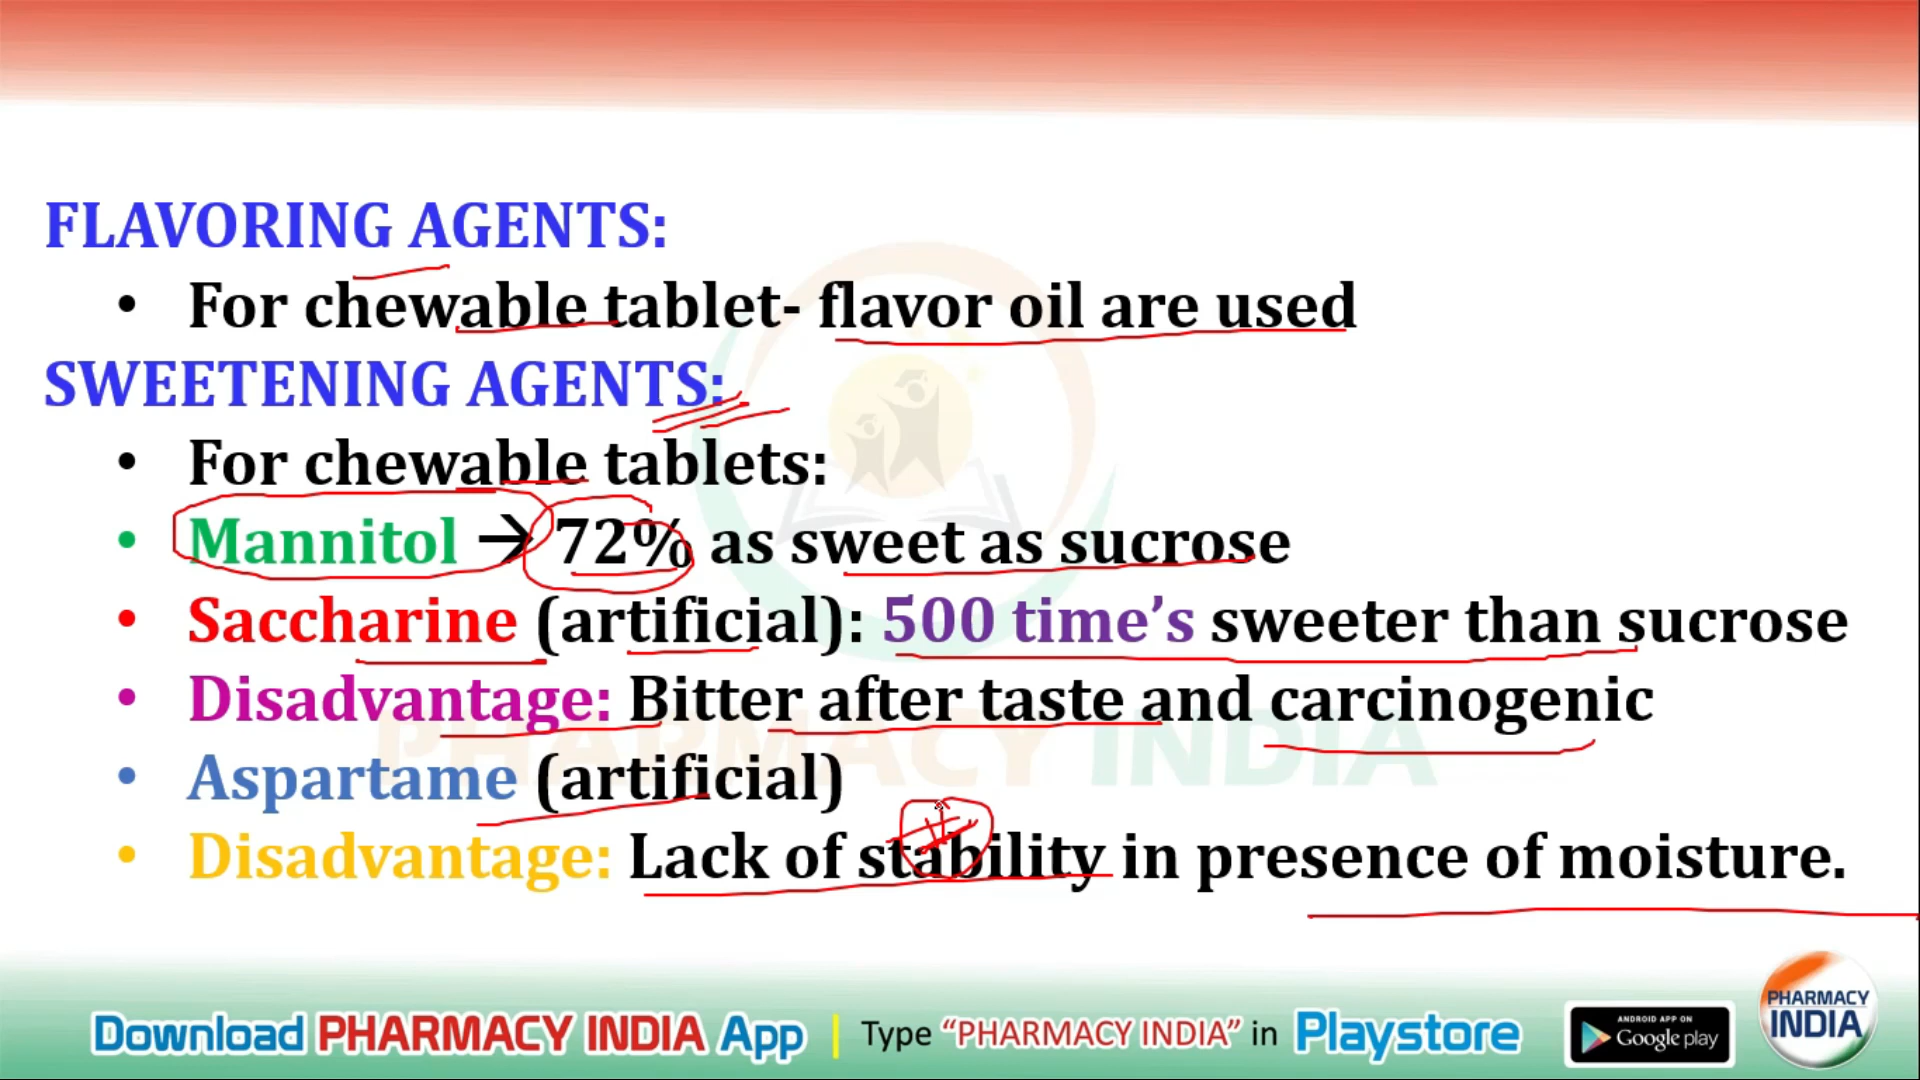 FLAVORING AGENTS:
• For chewable tablet- flavor oil are used
SWEETENING AGENTS:
• For chewable tablets:
• Mannitol → 72% as sweet as sucrose
• Saccharine (artificial): 500 time’s sweeter than sucrose
• Disadvantage: Bitter after taste and carcinogenic
• Aspartame (artificial)
• Disadvantage: Lack of stability in presence of moisture.
PHARMACY INDIA
Download PHARMACY INDIA App | Type “PHARMACY INDIA” in Playstore
ANDROID APP ON
Google play
PHARMACY
INDIA